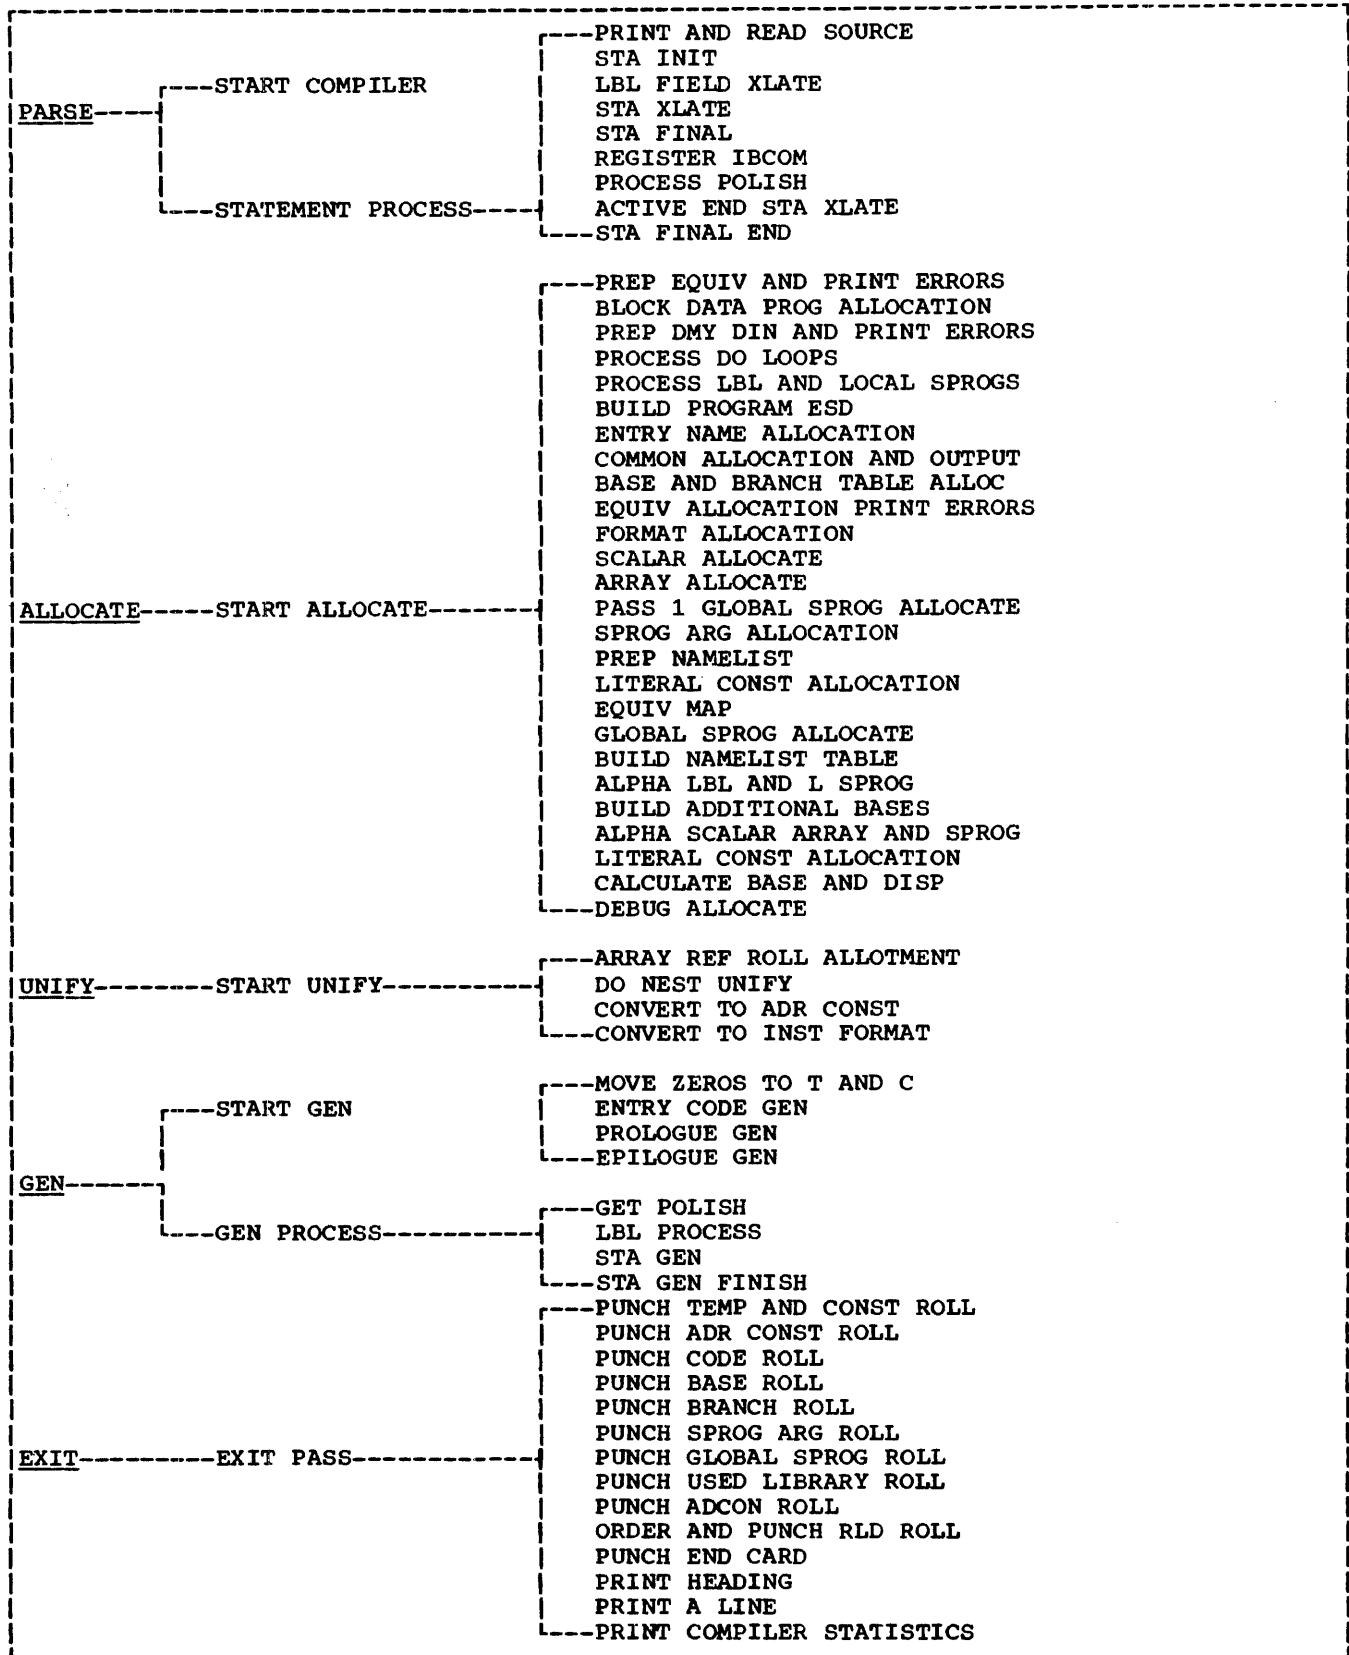 PRINT AND READ SOURCE
STA INIT
START COMPILER LBL FIELD XLATE
PARSE STA XLATE
STA FINAL
REGISTER IBCOM
PROCESS POLISH
STATEMENT PROCESS ACTIVE END STA XLATE
STA FINAL END
PREP EQUIV AND PRINT ERRORS
BLOCK DATA PROG ALLOCATION
PREP DMY DIN AND PRINT ERRORS
PROCESS DO LOOPS
PROCESS LBL AND LOCAL SPROGS
BUILD PROGRAM ESD
ENTRY NAME ALLOCATION
COMMON ALLOCATION AND OUTPUT
BASE AND BRANCH TABLE ALLOC
EQUIV ALLOCATION PRINT ERRORS
FORMAT ALLOCATION
SCALAR ALLOCATE
ARRAY ALLOCATE
ALLOCATE START ALLOCATE PASS 1 GLOBAL SPROG ALLOCATE
SPROG ARG ALLOCATION
PREP NAMELIST
LITERAL CONST ALLOCATION
EQUIV MAP
GLOBAL SPROG ALLOCATE
BUILD NAMELIST TABLE
ALPHA LBL AND L SPROG
BUILD ADDITIONAL BASES
ALPHA SCALAR ARRAY AND SPROG
LITERAL CONST ALLOCATION
CALCULATE BASE AND DISP
DEBUG ALLOCATE
ARRAY REF ROLL ALLOTMENT
UNIFY START UNIFY DO NEST UNIFY
CONVERT TO ADR CONST
CONVERT TO INST FORMAT
MOVE ZEROS TO T AND C
START GEN ENTRY CODE GEN
PROLOGUE GEN
EPILOGUE GEN
GEN
GET POLISH
GEN PROCESS LBL PROCESS
STA GEN
STA GEN FINISH
PUNCH TEMP AND CONST ROLL
PUNCH ADR CONST ROLL
PUNCH CODE ROLL
PUNCH BASE ROLL
PUNCH BRANCH ROLL
PUNCH SPROG ARG ROLL
EXIT EXIT PASS PUNCH GLOBAL SPROG ROLL
PUNCH USED LIBRARY ROLL
PUNCH ADCON ROLL
ORDER AND PUNCH RLD ROLL
PUNCH END CARD
PRINT HEADING
PRINT A LINE
PRINT COMPILER STATISTICS